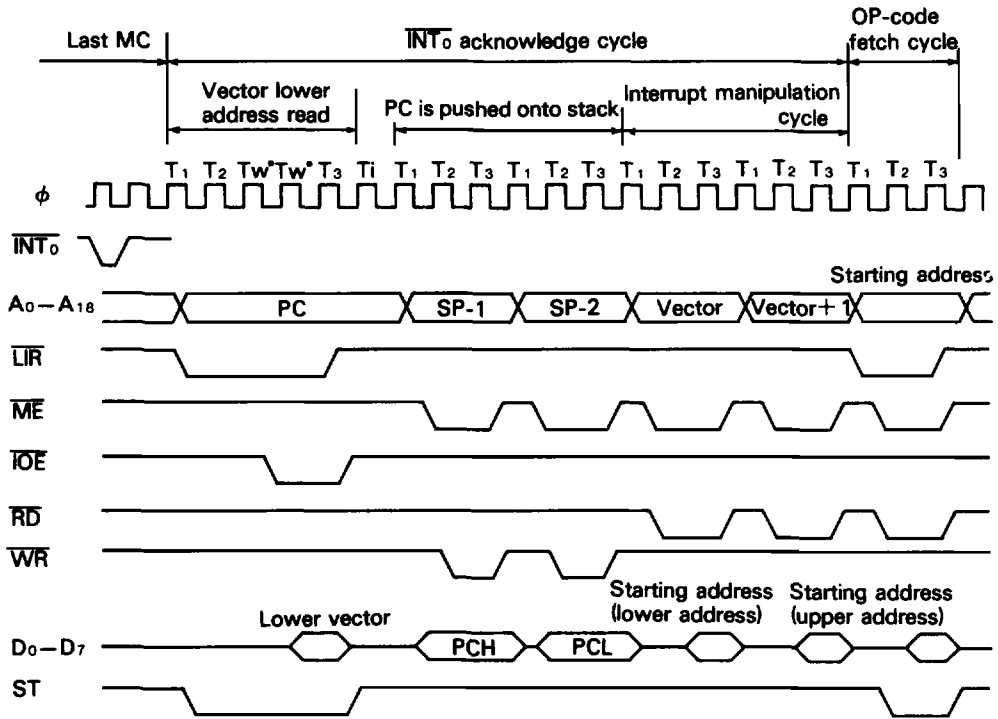 Last MC
INT0 acknowledge cycle
OP-code
fetch cycle
Vector lower
address read
PC is pushed onto stack
Interrupt manipulation
cycle
T1 T2 Tw* Tw* T3 Ti T1 T2 T3 T1 T2 T3 T1 T2 T3 T1 T2 T3 T1 T2 T3
φ
INT0
Starting address
A0—A18 PC SP-1 SP-2 Vector Vector+1
LIR
ME
IOE
RD
WR
Starting address
(lower address)
Starting address
(upper address)
Lower vector
D0—D7 PCH PCL
ST